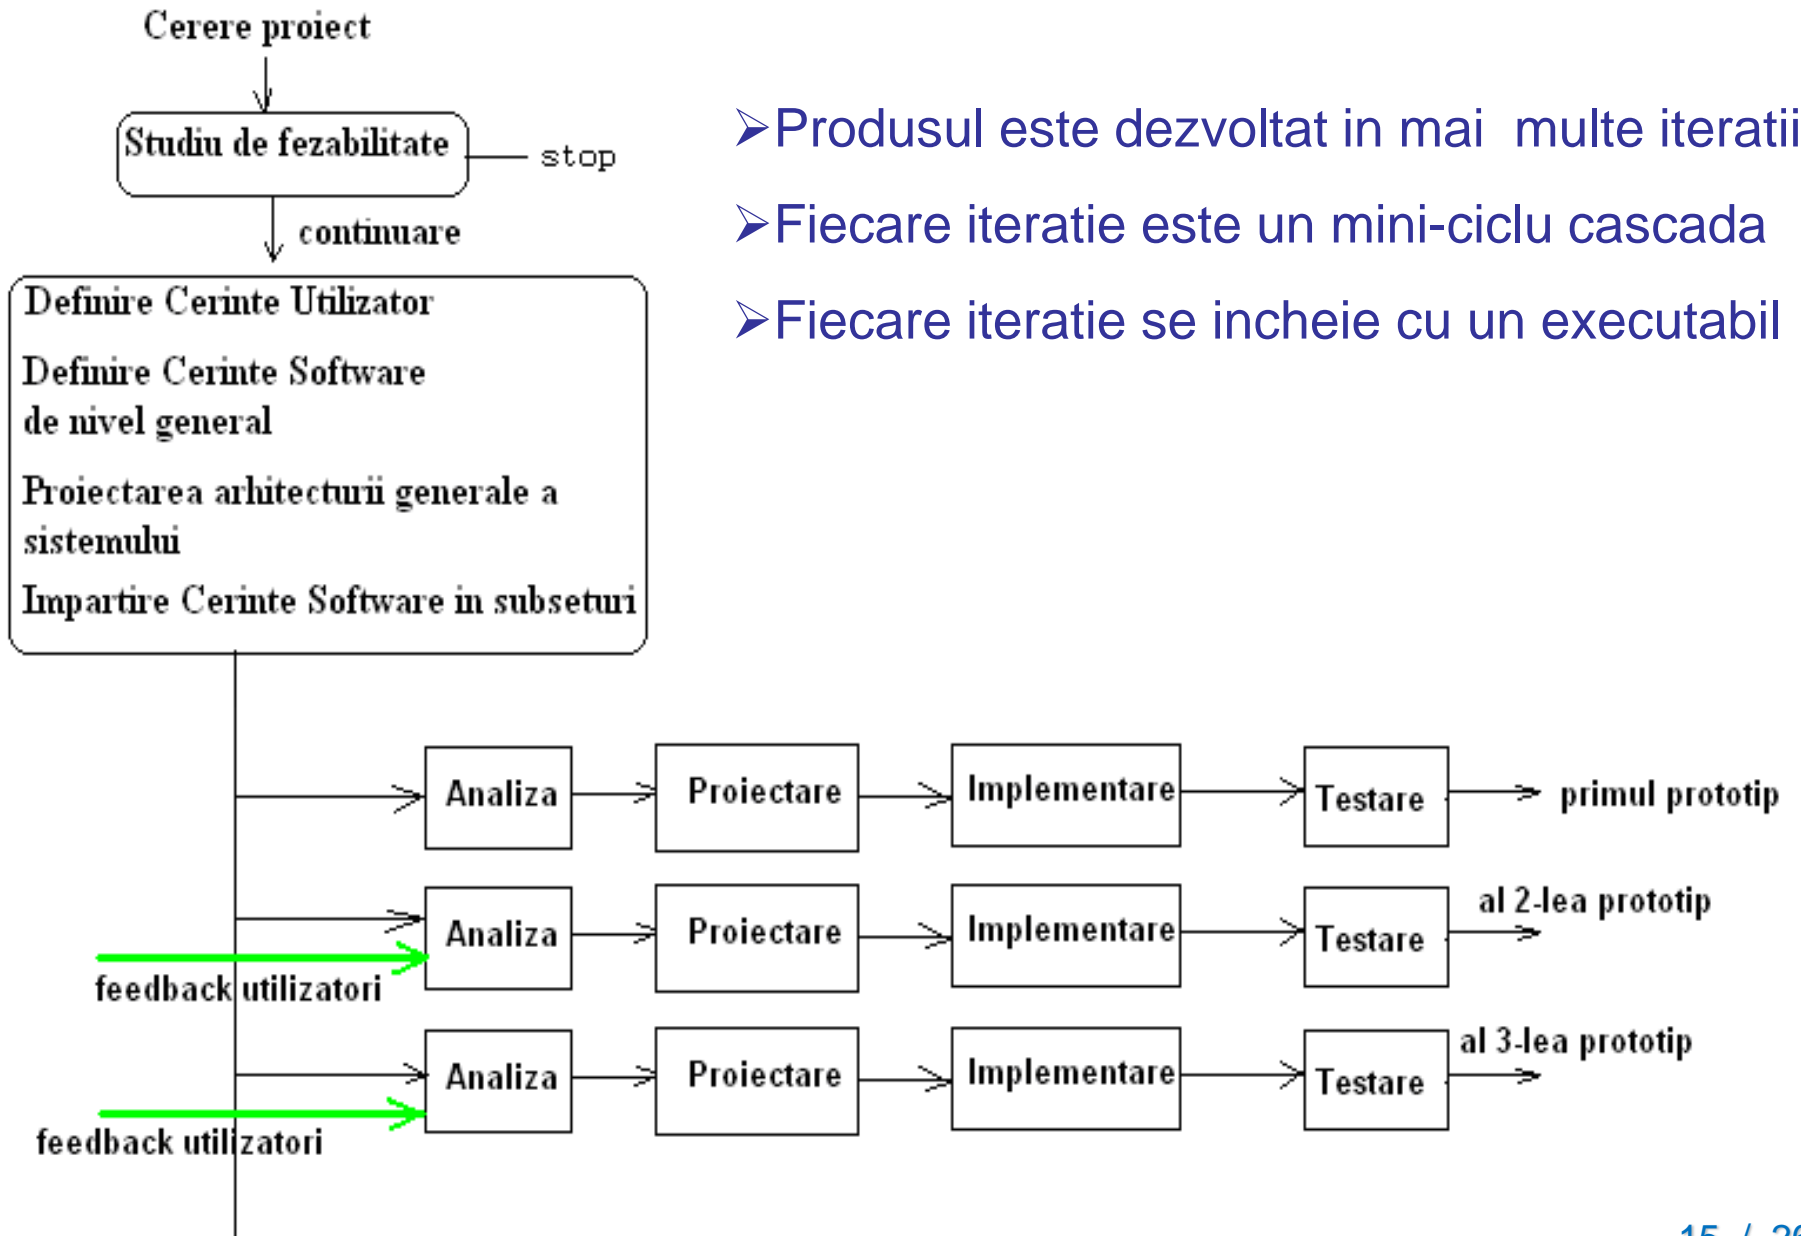 Cerere proiect
Studiu de fezabilitate
stop
continuare
➢Produsul este dezvoltat in mai multe iteratii
➢Fiecare iteratie este un mini-ciclu cascada
➢Fiecare iteratie se incheie cu un executabil
Definire Cerinte Utilizator
Definire Cerinte Software
de nivel general
Proiectarea arhitecturii generale a
sistemului
Impartire Cerinte Software in subseturi
Analiza
Proiectare
Implementare
Testare
primul prototip
Analiza
Proiectare
Implementare
Testare
al 2-lea prototip
feedback utilizatori
Analiza
Proiectare
Implementare
Testare
al 3-lea prototip
feedback utilizatori
15 /